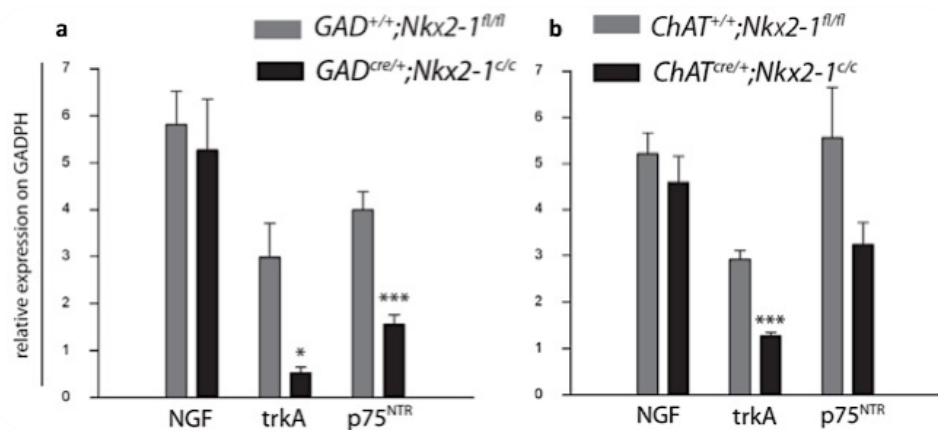 a
GAD+/+;Nkx2-1fl/fl
GADcre/+;Nkx2-1c/c
b
ChAT+/+;Nkx2-1fl/fl
ChATcre/+;Nkx2-1c/c
relative expression on GADPH
7
6
5
4
3
2
1
0
*
***
NGF trkA p75NTR
7
6
5
4
3
2
1
0
***
NGF trkA p75NTR